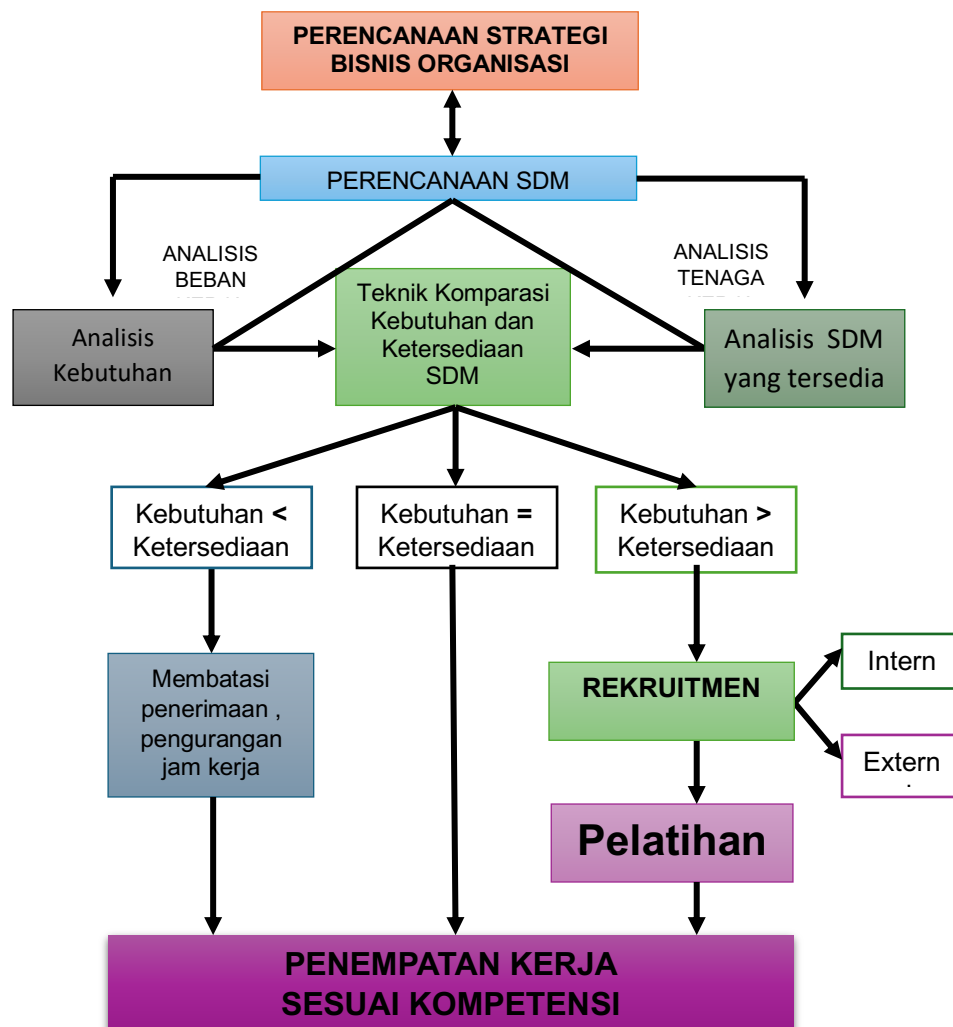 PERENCANAAN STRATEGI
BISNIS ORGANISASI
PERENCANAAN SDM
ANALISIS
BEBAN
ANALISIS
TENAGA
Analisis
Kebutuhan
Teknik Komparasi
Kebutuhan dan
Ketersediaan
SDM
Analisis SDM
yang tersedia
Kebutuhan <
Ketersediaan
Kebutuhan =
Ketersediaan
Kebutuhan >
Ketersediaan
Membatasi
penerimaan ,
pengurangan
jam kerja
REKRUITMEN
Intern
Extern
Pelatihan
PENEMPATAN KERJA
SESUAI KOMPETENSI